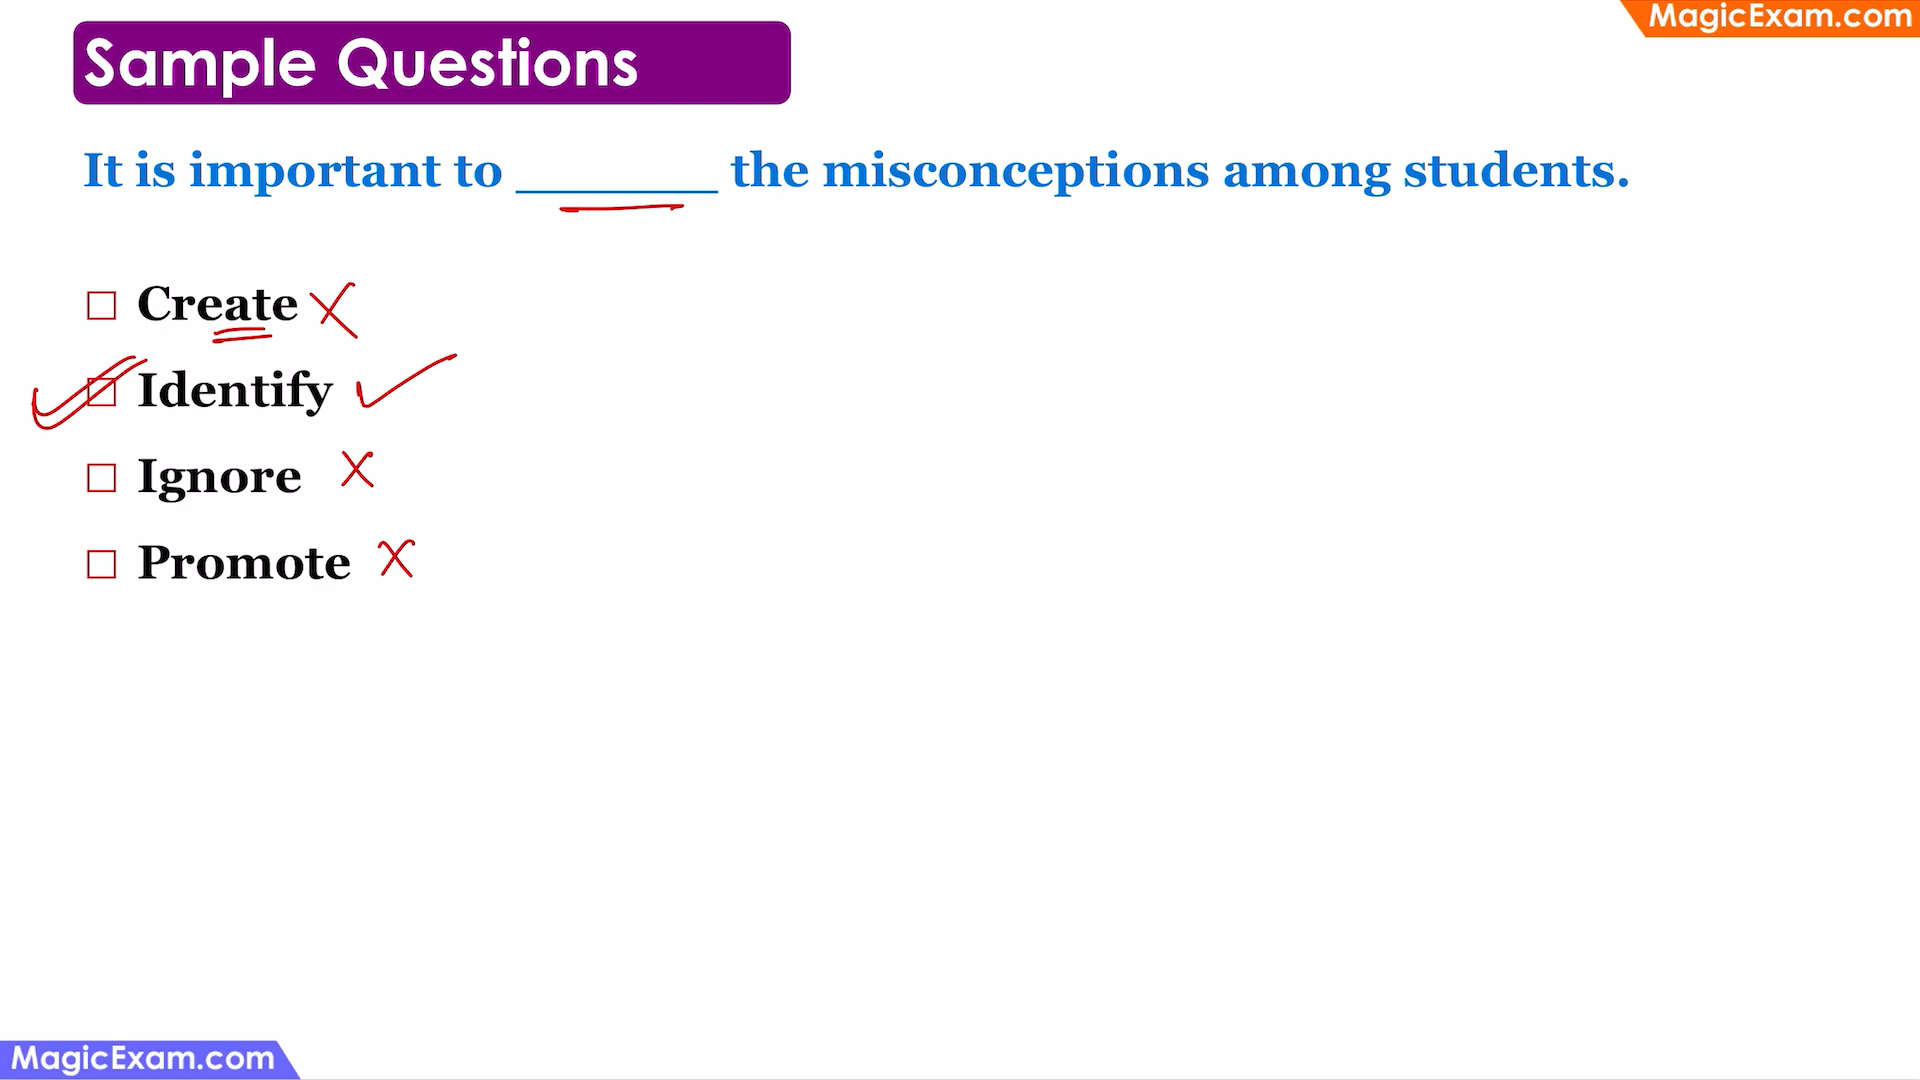 MagicExam.com
Sample Questions
It is important to ________ the misconceptions among students.
Create
Identify
Ignore
Promote
MagicExam.com